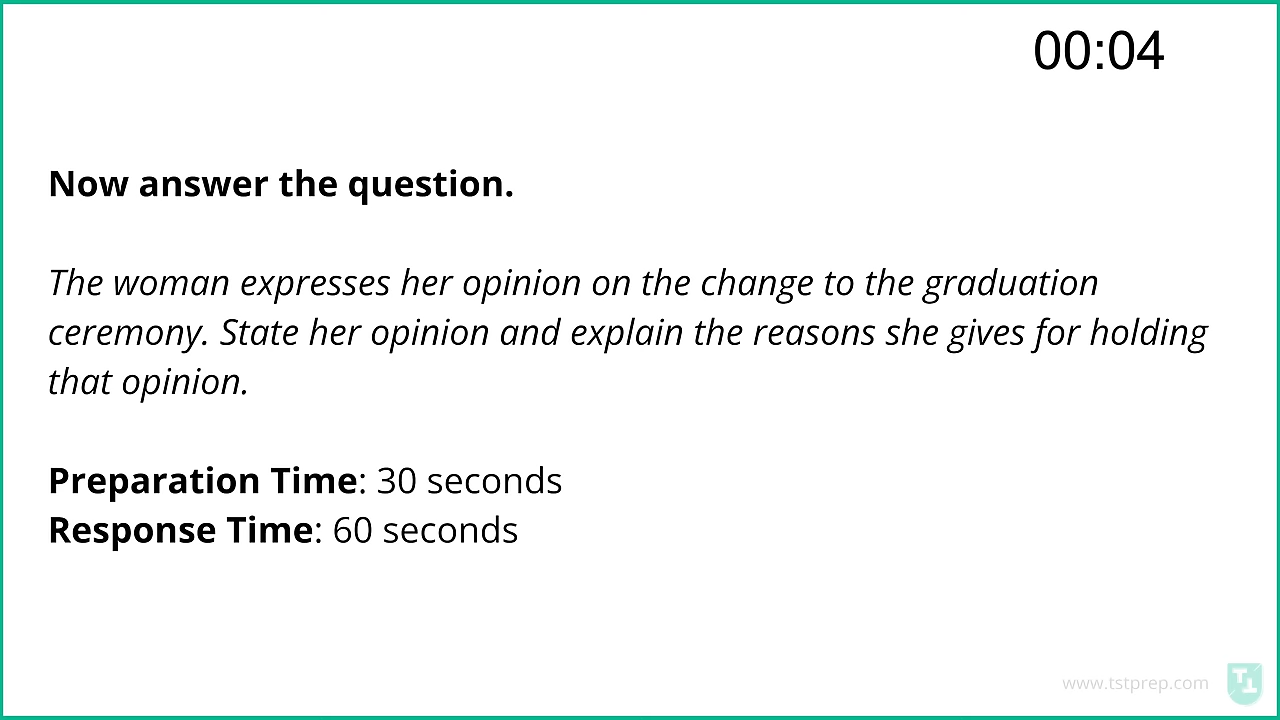 00:04
Now answer the question.
The woman expresses her opinion on the change to the graduation
ceremony. State her opinion and explain the reasons she gives for holding
that opinion.
Preparation Time: 30 seconds
Response Time: 60 seconds
www.tstprep.com